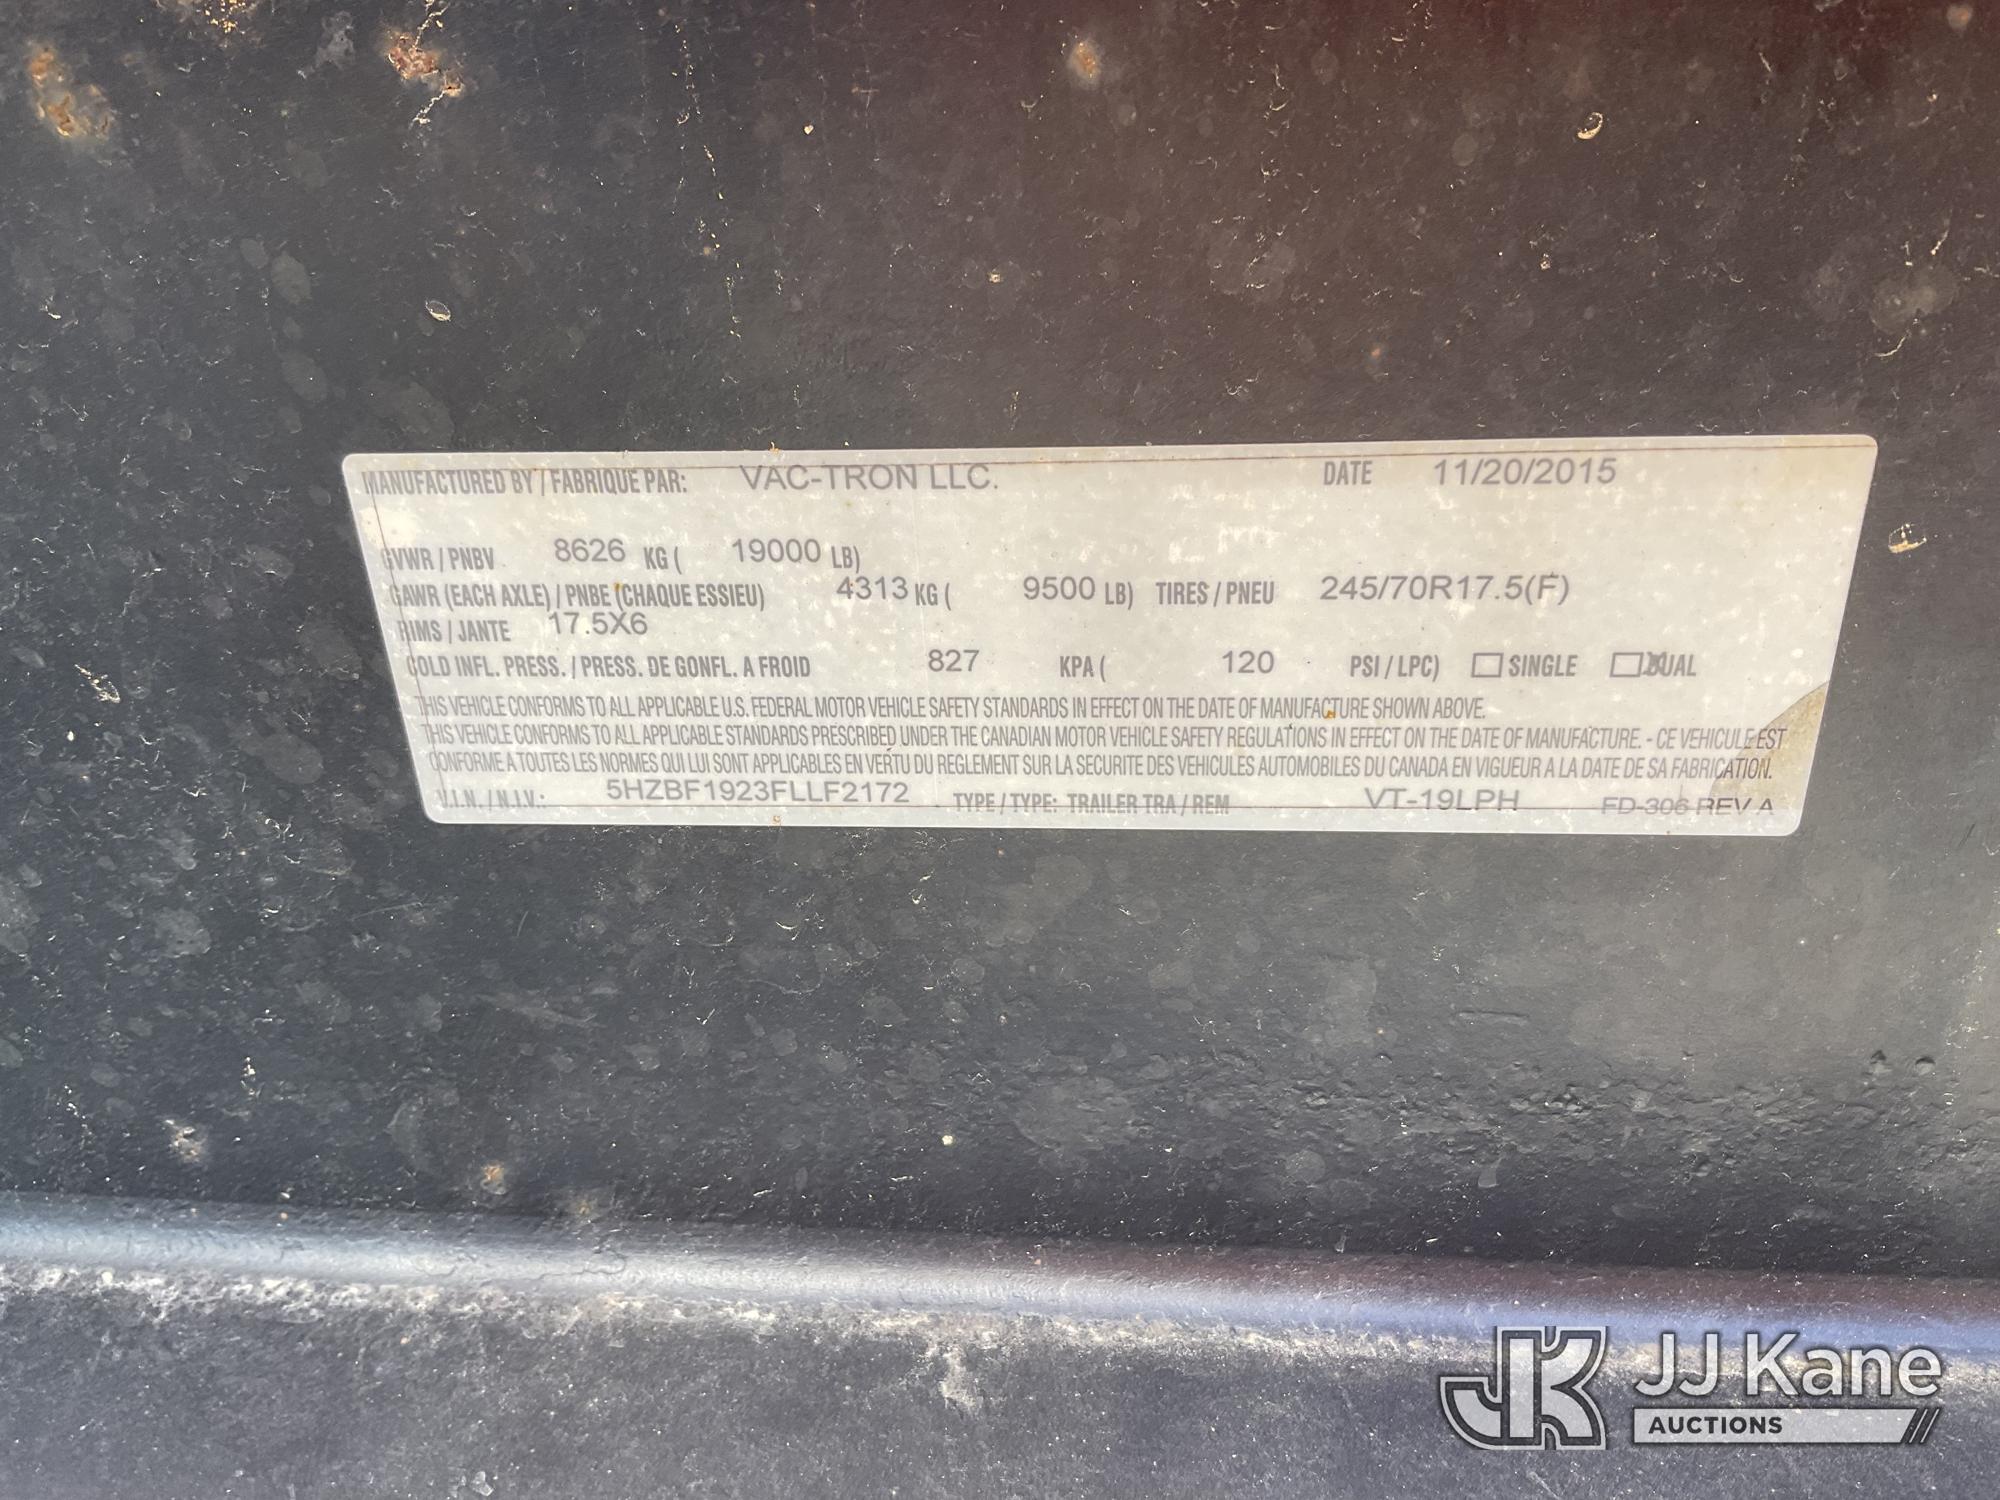 MANUFACTURED BY / FABRIQUE PAR: VAC-TRON LLC. DATE 11/20/2015
GVWR / PNBV 8626 KG ( 19000 LB)
GAWR (EACH AXLE) / PNBE (CHAQUE ESSIEU) 4313 KG ( 9500 LB) TIRES / PNEU 245/70R17.5(F)
RIMS / JANTE 17.5X6
COLD INFL. PRESS. / PRESS. DE GONFL. A FROID 827 KPA ( 120 PSI / LPC) SINGLE X DUAL
THIS VEHICLE CONFORMS TO ALL APPLICABLE U.S. FEDERAL MOTOR VEHICLE SAFETY STANDARDS IN EFFECT ON THE DATE OF MANUFACTURE SHOWN ABOVE.
THIS VEHICLE CONFORMS TO ALL APPLICABLE STANDARDS PRESCRIBED UNDER THE CANADIAN MOTOR VEHICLE SAFETY REGULATIONS IN EFFECT ON THE DATE OF MANUFACTURE. - CE VEHICULE EST
CONFORME A TOUTES LES NORMES QUI LUI SONT APPLICABLES EN VERTU DU REGLEMENT SUR LA SECURITE DES VEHICULES AUTOMOBILES DU CANADA EN VIGUEUR A LA DATE DE SA FABRICATION.
V.I.N. / N.I.V.: 5HZBF1923FLLF2172 TYPE / TYPE: TRAILER TRA / REM VT-19LPH FD-306 REV A
JK JJ Kane
AUCTIONS